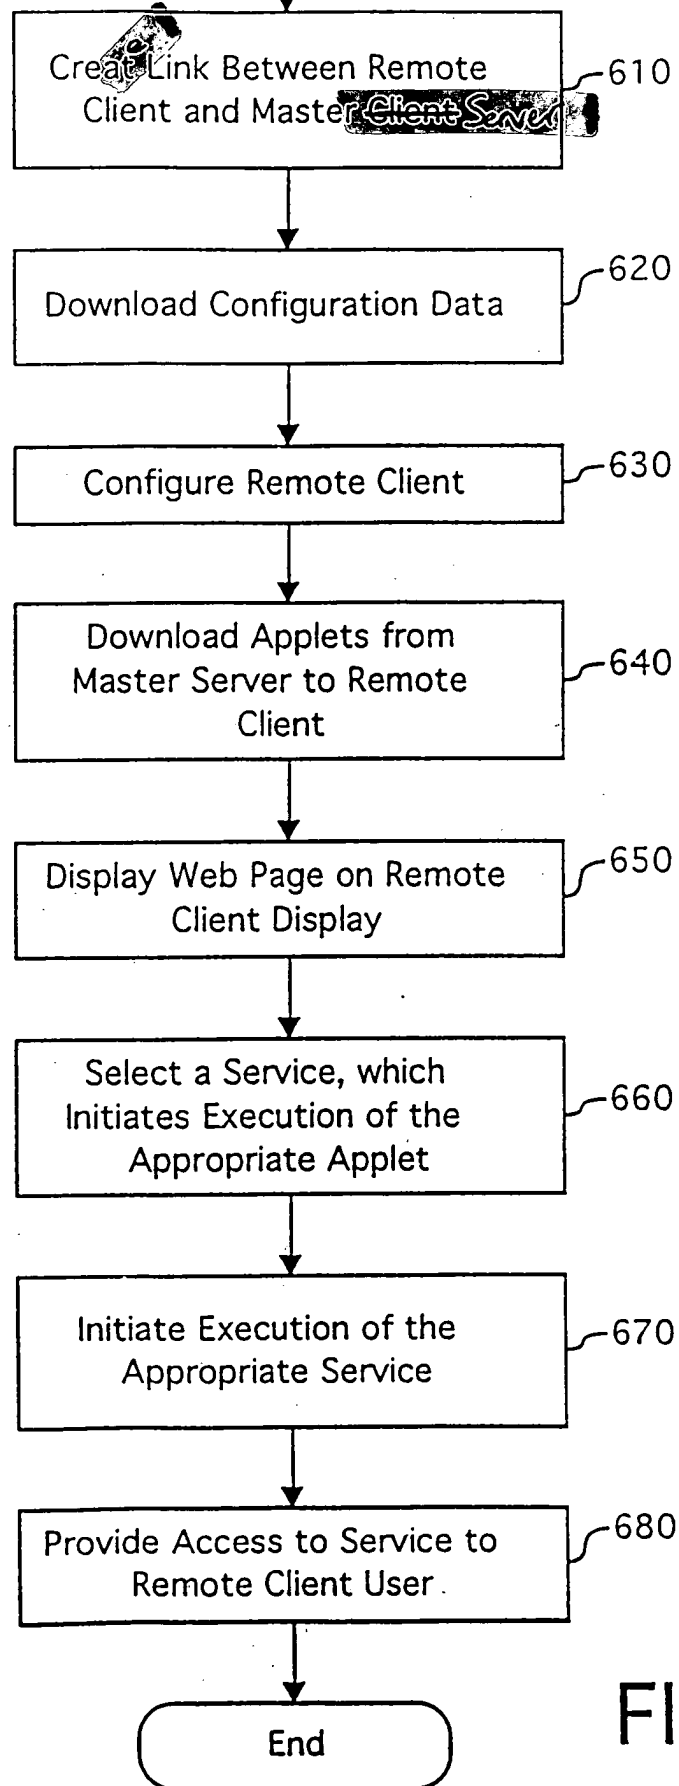 Create Link Between Remote
Client and Master Client Server
610
Download Configuration Data
620
Configure Remote Client
630
Download Applets from
Master Server to Remote
Client
640
Display Web Page on Remote
Client Display
650
Select a Service, which
Initiates Execution of the
Appropriate Applet
660
Initiate Execution of the
Appropriate Service
670
Provide Access to Service to
Remote Client User
680
End
FI